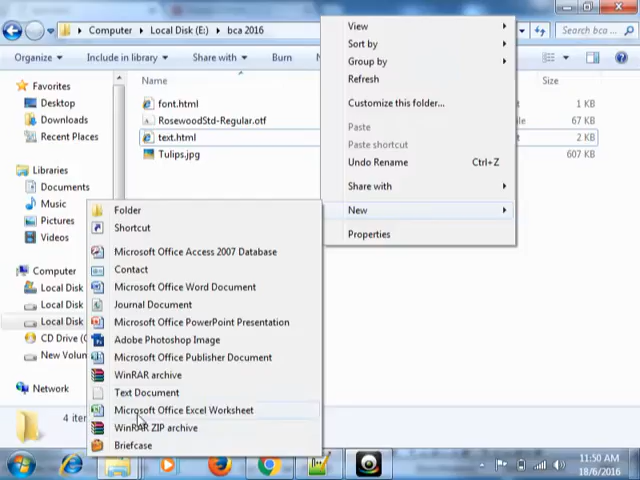 Computer ▸ Local Disk (E:) ▸ bca 2016
Search bca ...
Organize
Include in library
Share with
Burn
Favorites
Desktop
Downloads
Recent Places
Libraries
Documents
Music
Pictures
Videos
Computer
Local Disk
Local Disk
Local Disk
CD Drive (
New Volum
Network
Name
Size
font.html
1 KB
RosewoodStd-Regular.otf
67 KB
text.html
2 KB
Tulips.jpg
607 KB
View
Sort by
Group by
Refresh
Customize this folder...
Paste
Paste shortcut
Undo Rename Ctrl+Z
Share with
New
Properties
Folder
Shortcut
Microsoft Office Access 2007 Database
Contact
Microsoft Office Word Document
Journal Document
Microsoft Office PowerPoint Presentation
Adobe Photoshop Image
Microsoft Office Publisher Document
WinRAR archive
Text Document
Microsoft Office Excel Worksheet
WinRAR ZIP archive
Briefcase
4 iter
11:50 AM
18/6/2016